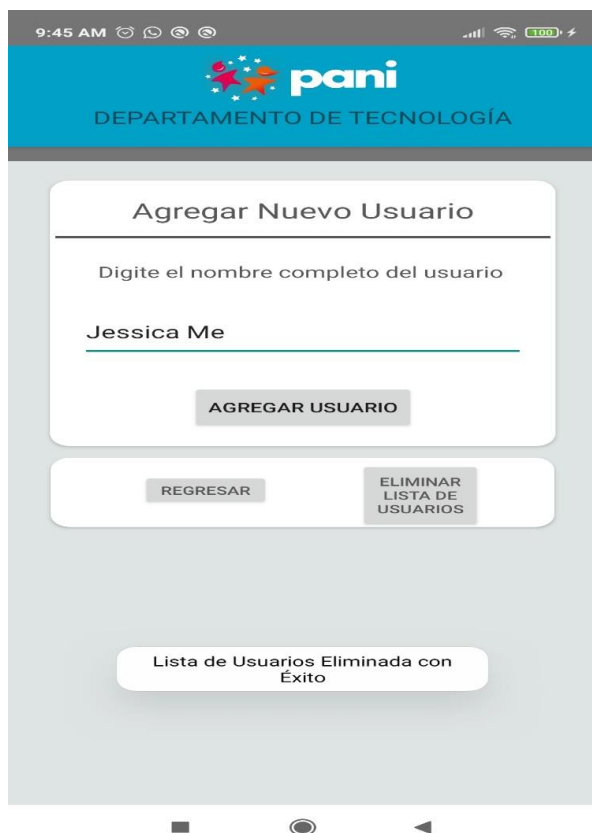 9:45 AM
100
pani
DEPARTAMENTO DE TECNOLOGÍA
Agregar Nuevo Usuario
Digite el nombre completo del usuario
Jessica Me
AGREGAR USUARIO
REGRESAR
ELIMINAR
LISTA DE
USUARIOS
Lista de Usuarios Eliminada con
Éxito